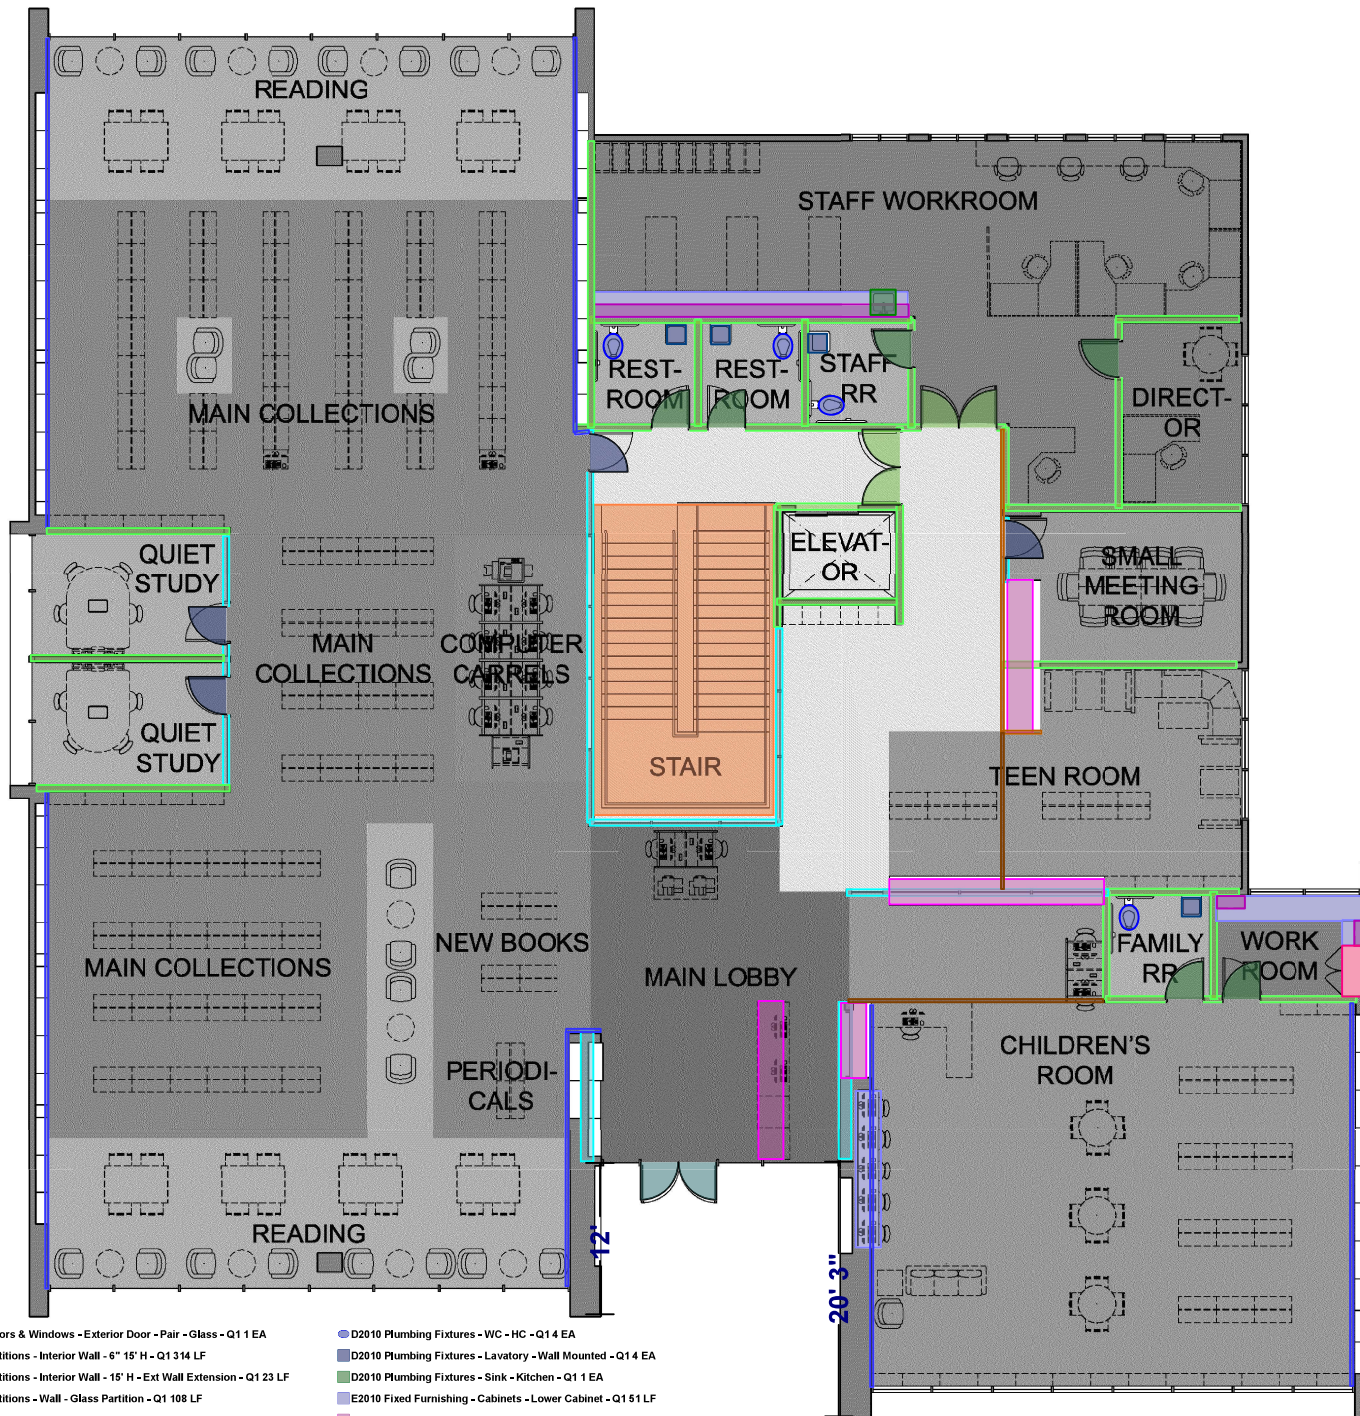 READING
STAFF WORKROOM
REST-
ROOM
REST-
ROOM
STAFF
RR
DIRECT-
OR
MAIN COLLECTIONS
QUIET
STUDY
ELEVAT-
OR
SMALL
MEETING
ROOM
MAIN
COLLECTIONS
COMPUTER
CARRELS
QUIET
STUDY
STAIR
TEEN ROOM
NEW BOOKS
MAIN COLLECTIONS
MAIN LOBBY
FAMILY
RR
WORK
ROOM
PERIODI-
CALS
CHILDREN'S
ROOM
READING
12'
20' 3"
ors & Windows - Exterior Door - Pair - Glass - Q1 1 EA
titions - Interior Wall - 6" 15' H - Q1 314 LF
titions - Interior Wall - 15' H - Ext Wall Extension - Q1 23 LF
titions - Wall - Glass Partition - Q1 108 LF
D2010 Plumbing Fixtures - WC - HC - Q1 4 EA
D2010 Plumbing Fixtures - Lavatory - Wall Mounted - Q1 4 EA
D2010 Plumbing Fixtures - Sink - Kitchen - Q1 1 EA
E2010 Fixed Furnishing - Cabinets - Lower Cabinet - Q1 51 LF